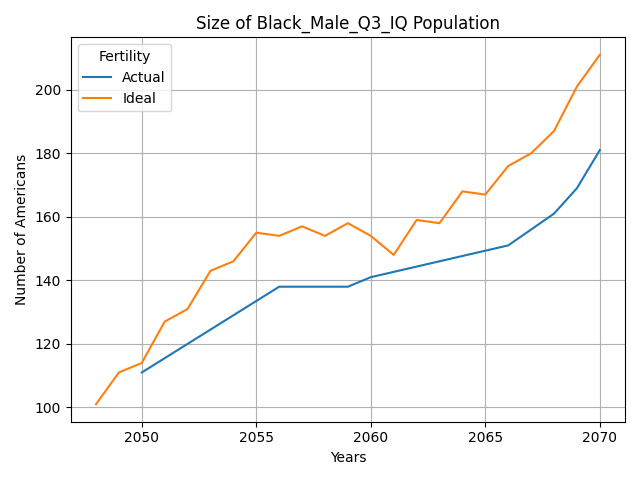 Size of Black_Male_Q3_IQ Population
Fertility
Actual
Ideal
Number of Americans
200
180
160
140
120
100
2050
2055
2060
2065
2070
Years